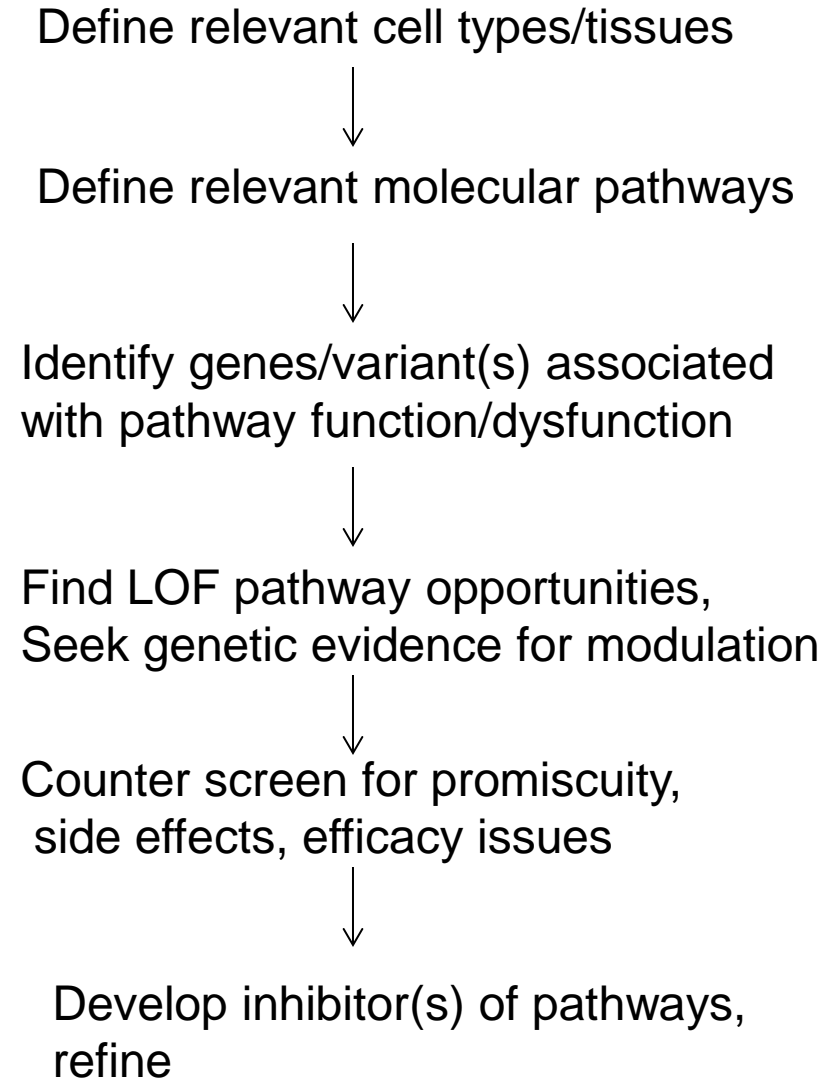 Define relevant cell types/tissues
Define relevant molecular pathways
Identify genes/variant(s) associated
with pathway function/dysfunction
Find LOF pathway opportunities,
Seek genetic evidence for modulation
Counter screen for promiscuity,
side effects, efficacy issues
Develop inhibitor(s) of pathways,
refine